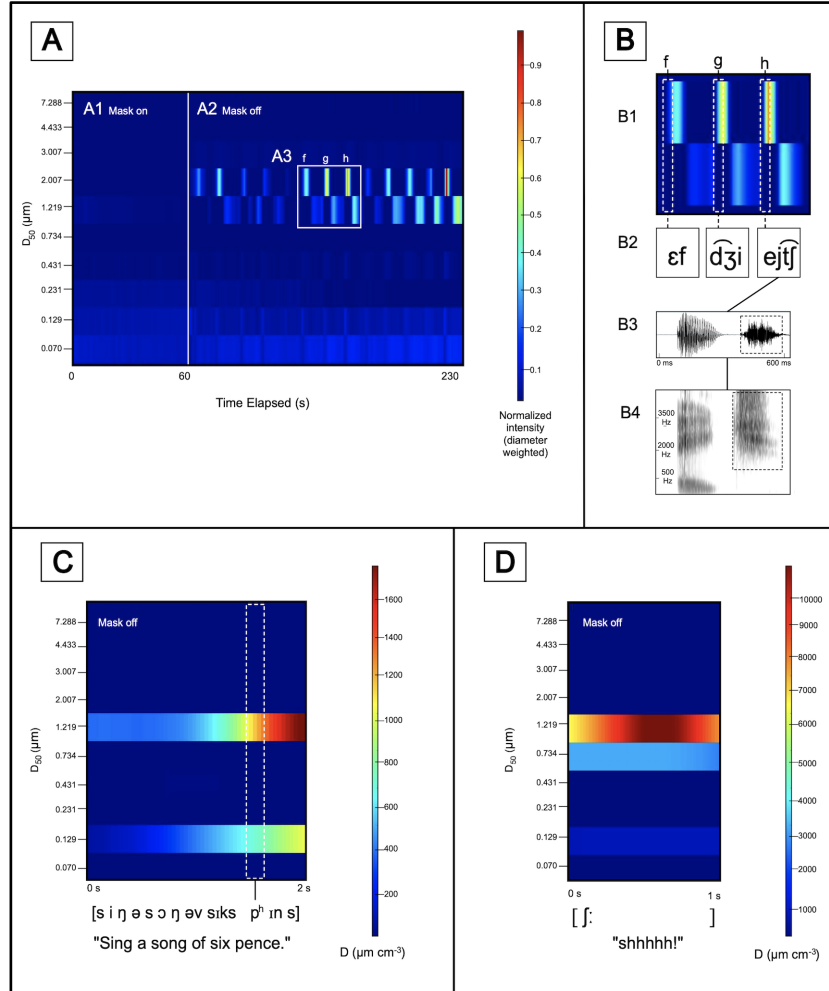 A
A1 Mask on
A2 Mask off
A3
f g h
7.288
4.433
3.007
2.007
1.219
0.734
0.431
0.231
0.129
0.070
D50 (µm)
0 60 230
Time Elapsed (s)
0.9
0.8
0.7
0.6
0.5
0.4
0.3
0.2
0.1
Normalized
intensity
(diameter
weighted)
B
f g h
B1
B2
ɛf d͡ʒi ejt͡ʃ
B3
0 ms 600 ms
B4
3500
Hz
2000
Hz
500
Hz
C
Mask off
7.288
4.433
3.007
2.007
1.219
0.734
0.431
0.231
0.129
0.070
D50 (µm)
0 s 2 s
[s i ŋ ə s ɔ ŋ əv sɪks pʰ ɪn s]
"Sing a song of six pence."
1600
1400
1200
1000
800
600
400
200
D (µm cm-3)
D
Mask off
7.288
4.433
3.007
2.007
1.219
0.734
0.431
0.231
0.129
0.070
D50 (µm)
0 s 1 s
[ ʃ: ]
"shhhhh!"
10000
9000
8000
7000
6000
5000
4000
3000
2000
1000
D (µm cm-3)